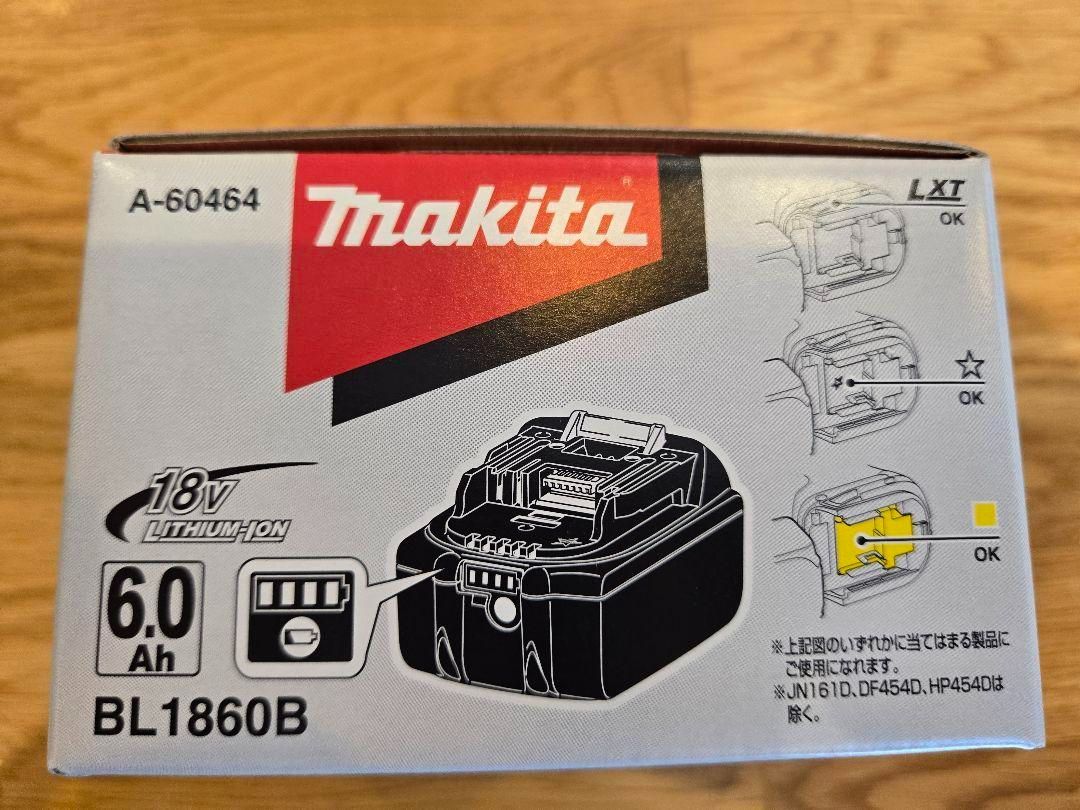 A-60464
makita®
LXT
OK
☆
OK
OK
18V
LITHIUM-ION
6.0
Ah
BL1860B
※上記図のいずれかに当てはまる製品に
ご使用になれます。
※JN161D、DF454D、HP454Dは
除く。